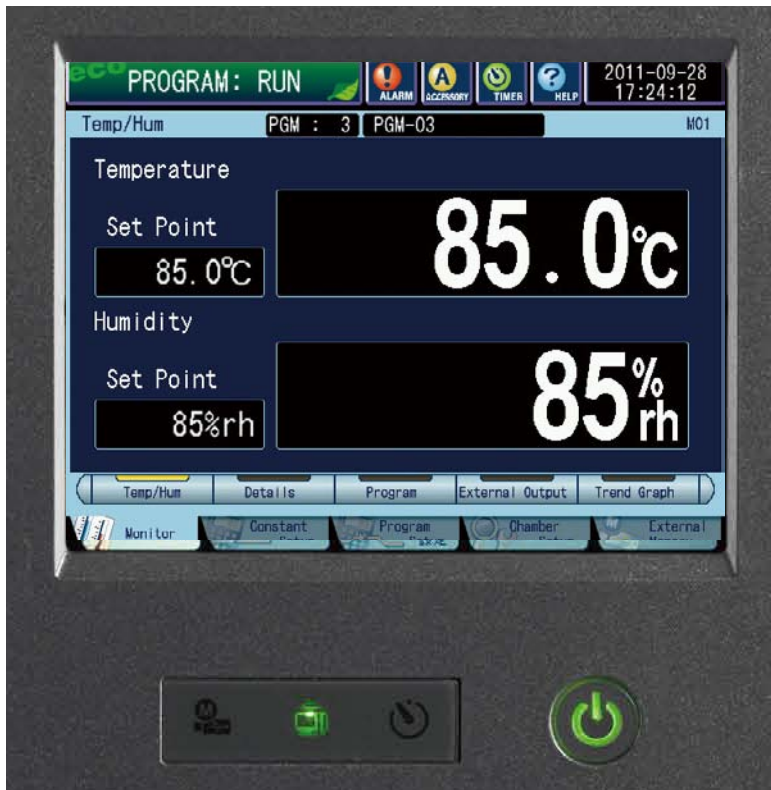 eco PROGRAM: RUN
ALARM
A
ACCESSORY
TIMER
?
HELP
2011-09-28
17:24:12
Temp/Hum PGM : 3 PGM-03 M01
Temperature
Set Point
85.0℃
85.0℃
Humidity
Set Point
85%rh
85%rh
Temp/Hum Details Program External Output Trend Graph
Monitor
Constant
Program
Chamber
External
M